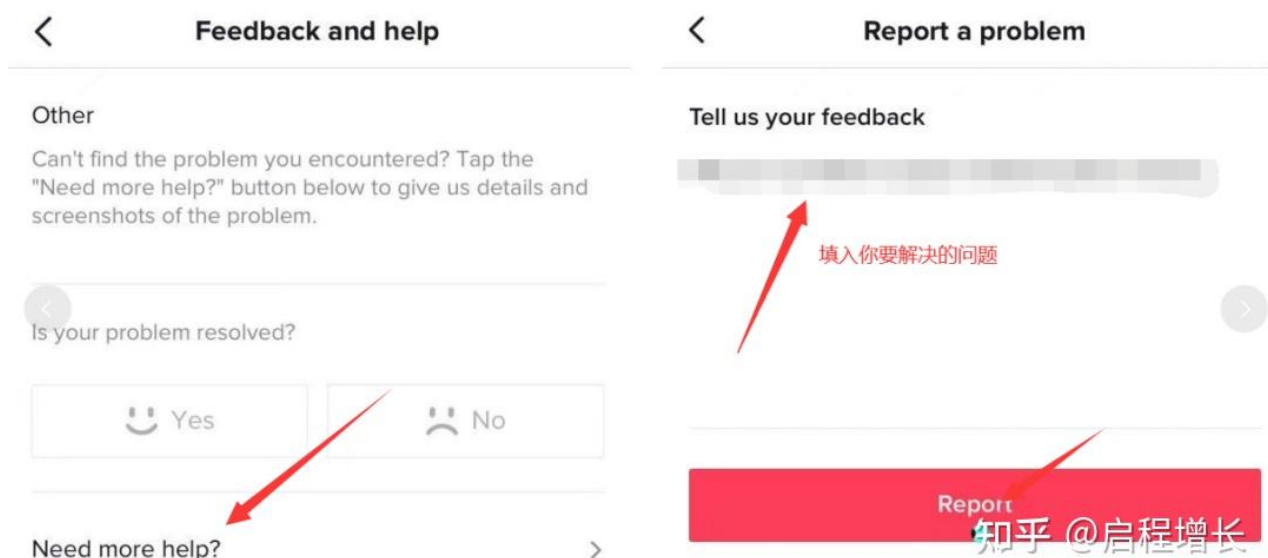 Feedback and help
Other
Can't find the problem you encountered? Tap the
"Need more help?" button below to give us details and
screenshots of the problem.
Is your problem resolved?
Yes
No
Need more help?
Report a problem
Tell us your feedback
填入你要解决的问题
Report
知乎 @启程增长